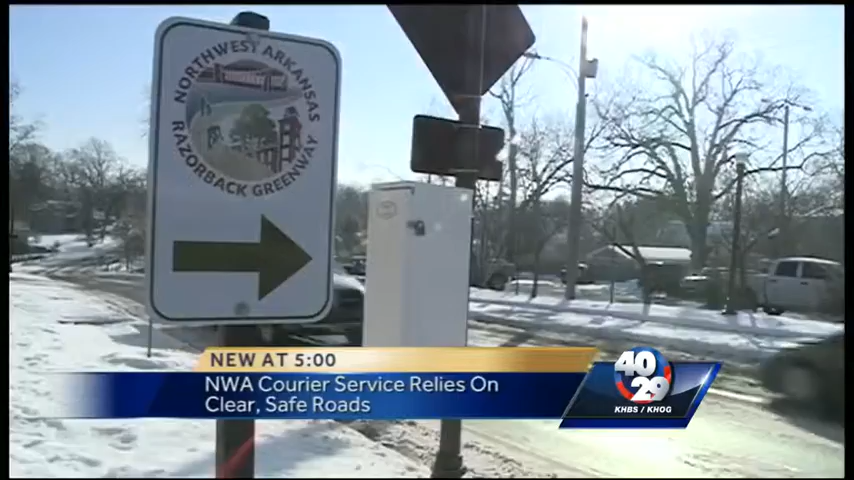 NORTHWEST ARKANSAS
RAZORBACK GREENWAY
NEW AT 5:00
NWA Courier Service Relies On
Clear, Safe Roads
40
29
KHBS / KHOG